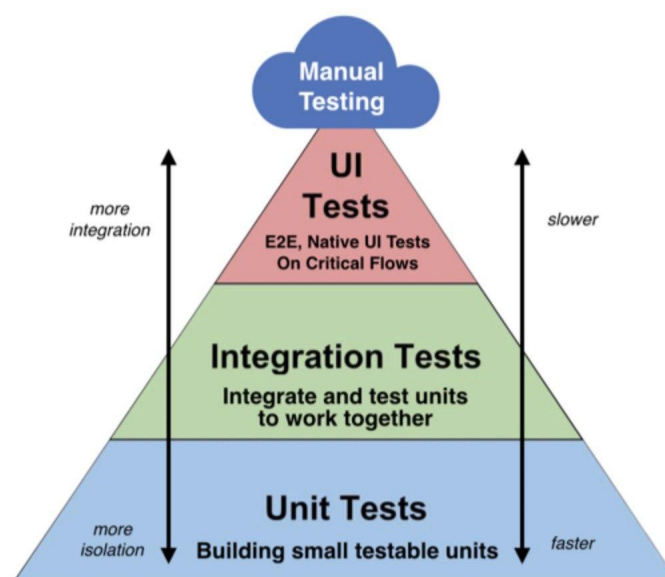 Manual
Testing
UI
Tests
E2E, Native UI Tests
On Critical Flows
more
integration
slower
Integration Tests
Integrate and test units
to work together
Unit Tests
Building small testable units
more
isolation
faster